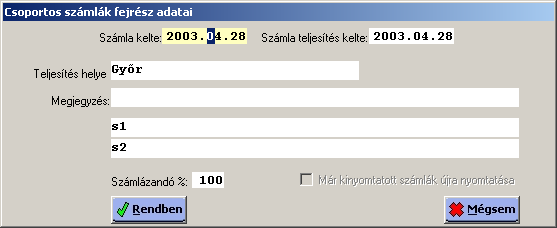 Csoportos számlák fejrész adatai
Számla kelte: 2003.04.28 Számla teljesítés kelte: 2003.04.28
Teljesítés helye Győr
Megjegyzés:
s1
s2
Számlázandó %: 100 Már kinyomtatott számlák újra nyomtatása
Rendben Mégsem